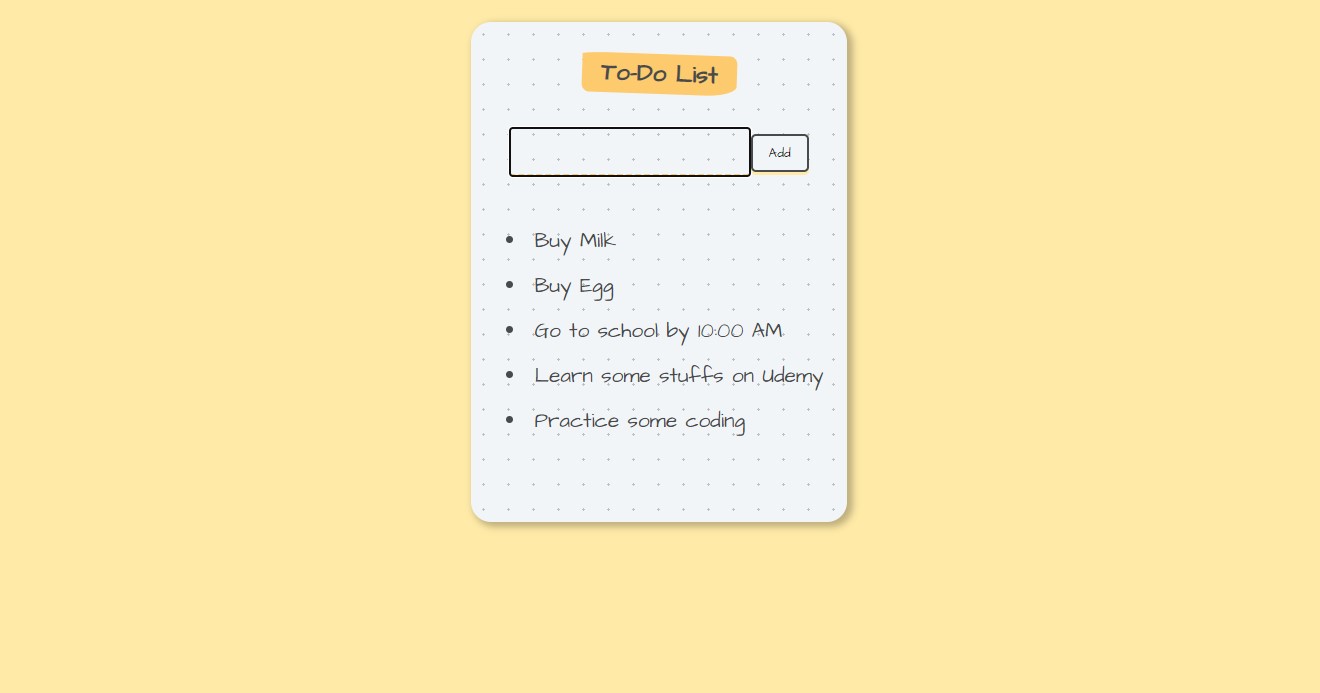 To-Do List
Add
Buy Milk
Buy Egg
Go to school by 10:00 AM
Learn some stuffs on Udemy
Practice some coding